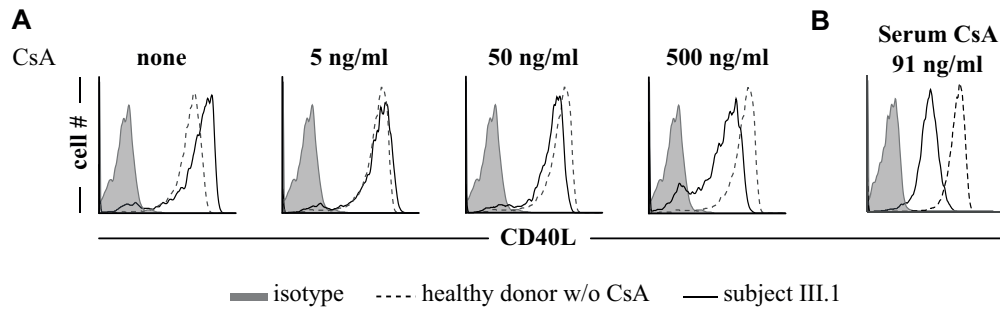 A
B
CsA
none
5 ng/ml
50 ng/ml
500 ng/ml
Serum CsA
91 ng/ml
cell #
CD40L
isotype
healthy donor w/o CsA
subject III.1